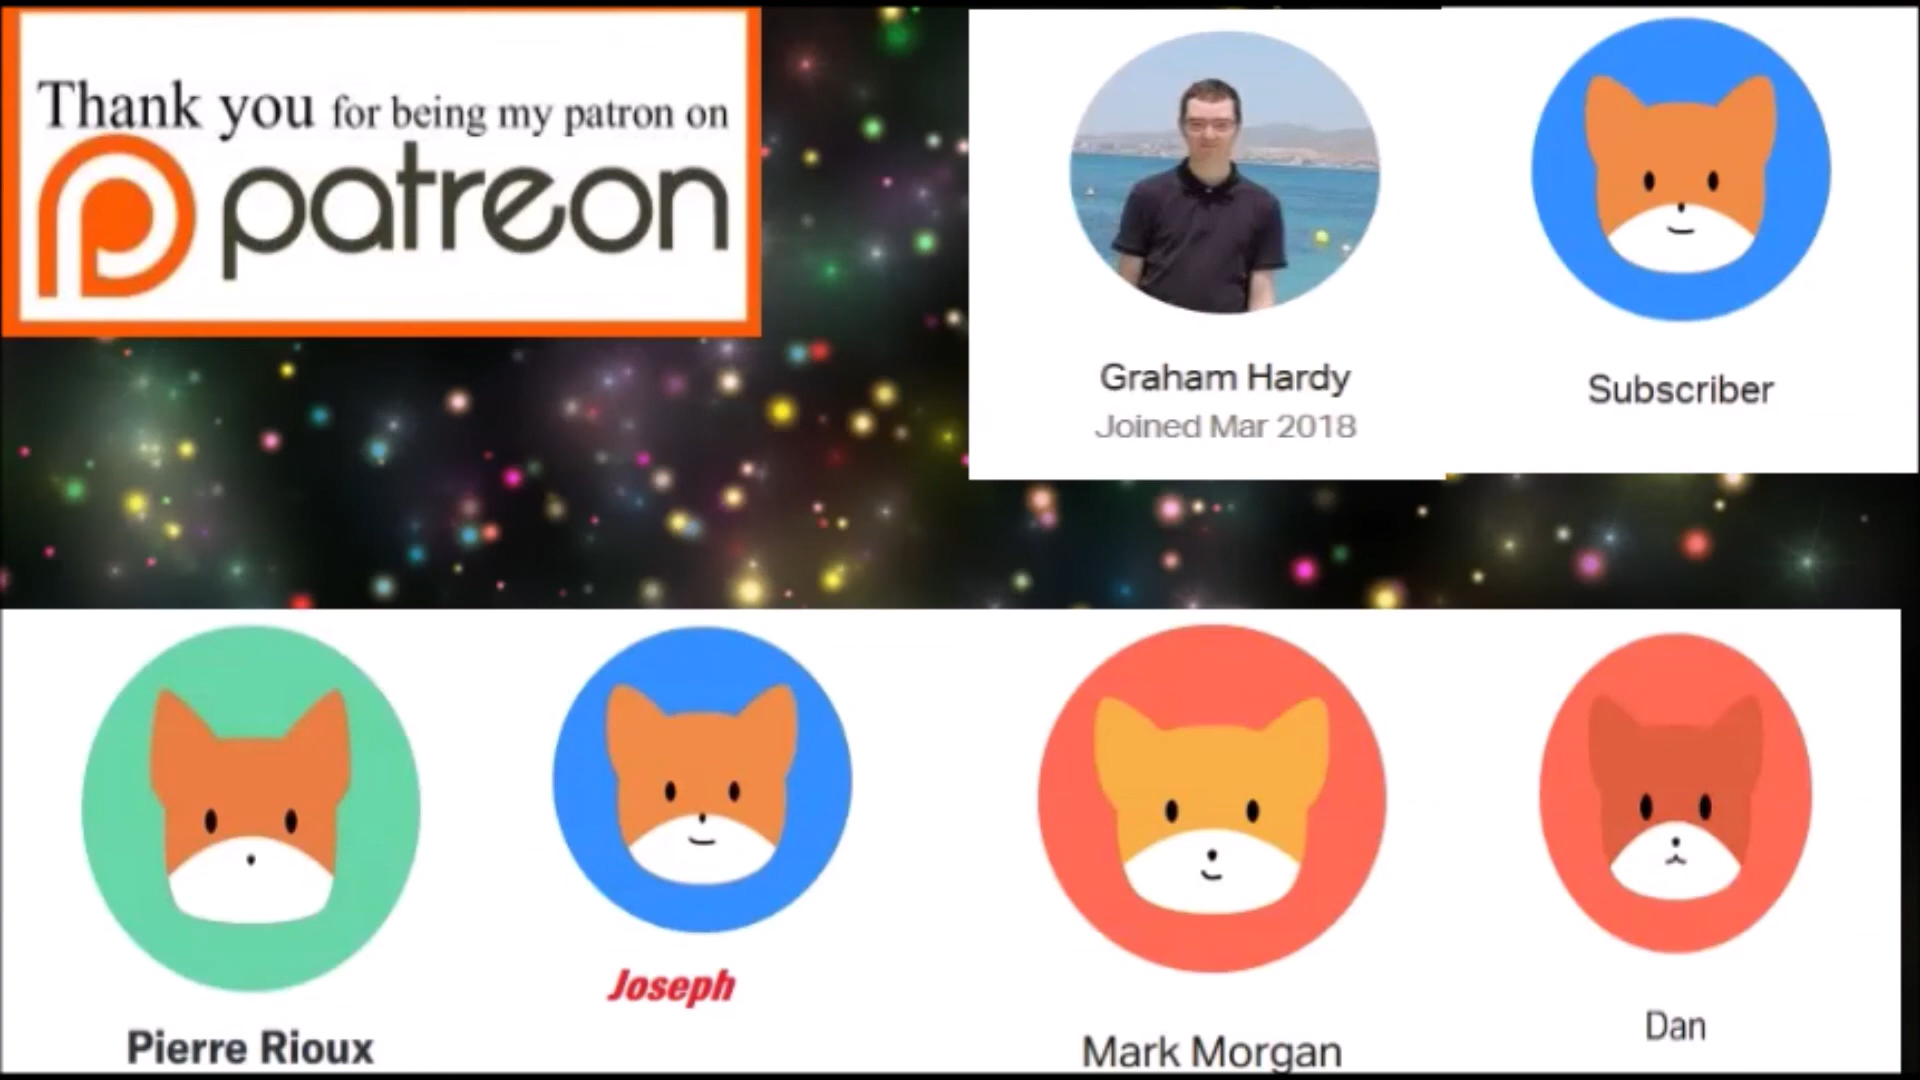 Thank you for being my patron on
patreon
Graham Hardy
Joined Mar 2018
Subscriber
Pierre Rioux
Joseph
Mark Morgan
Dan